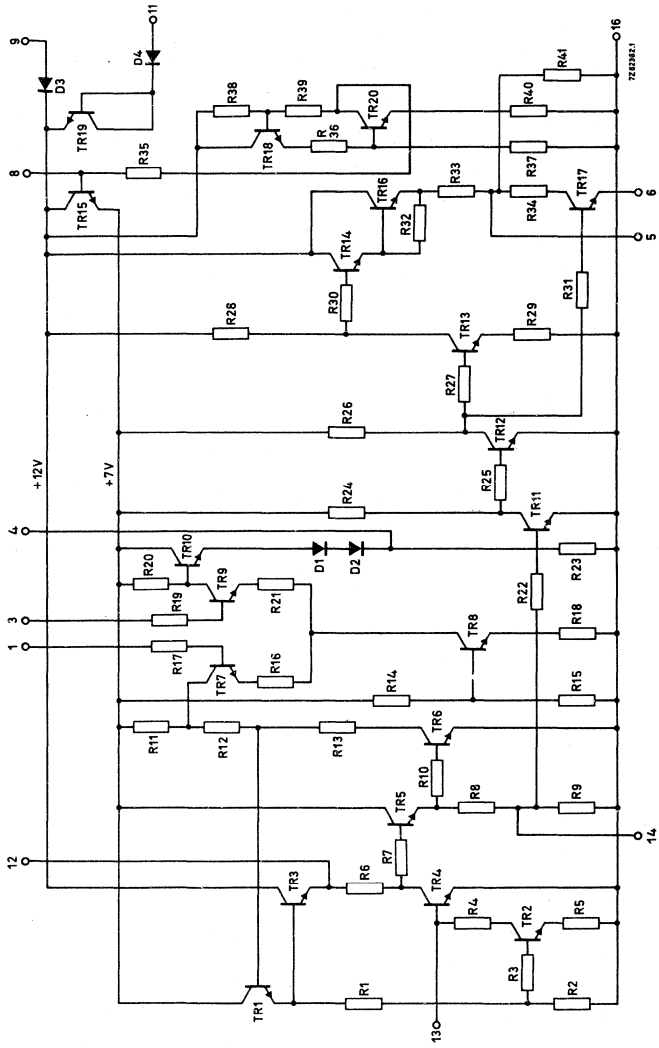 9
11
8
4
3
1
12
+12V
+7V
D3
D4
TR19
TR15
R35
R38
R39
TR18
R
36
TR20
R40
R37
R41
16
7Z62362.1
TR16
R33
R32
TR14
R30
R34
TR17
6
5
R31
R28
TR13
R29
R27
R26
TR12
R25
R24
TR11
R22
R20
TR10
R19
TR9
R21
D1
D2
R23
R17
TR7
R16
TR8
R18
R14
R15
R11
R12
R13
TR6
R10
TR5
R8
R9
14
R7
TR3
R6
TR4
R4
TR2
R5
R3
TR1
R1
R2
13